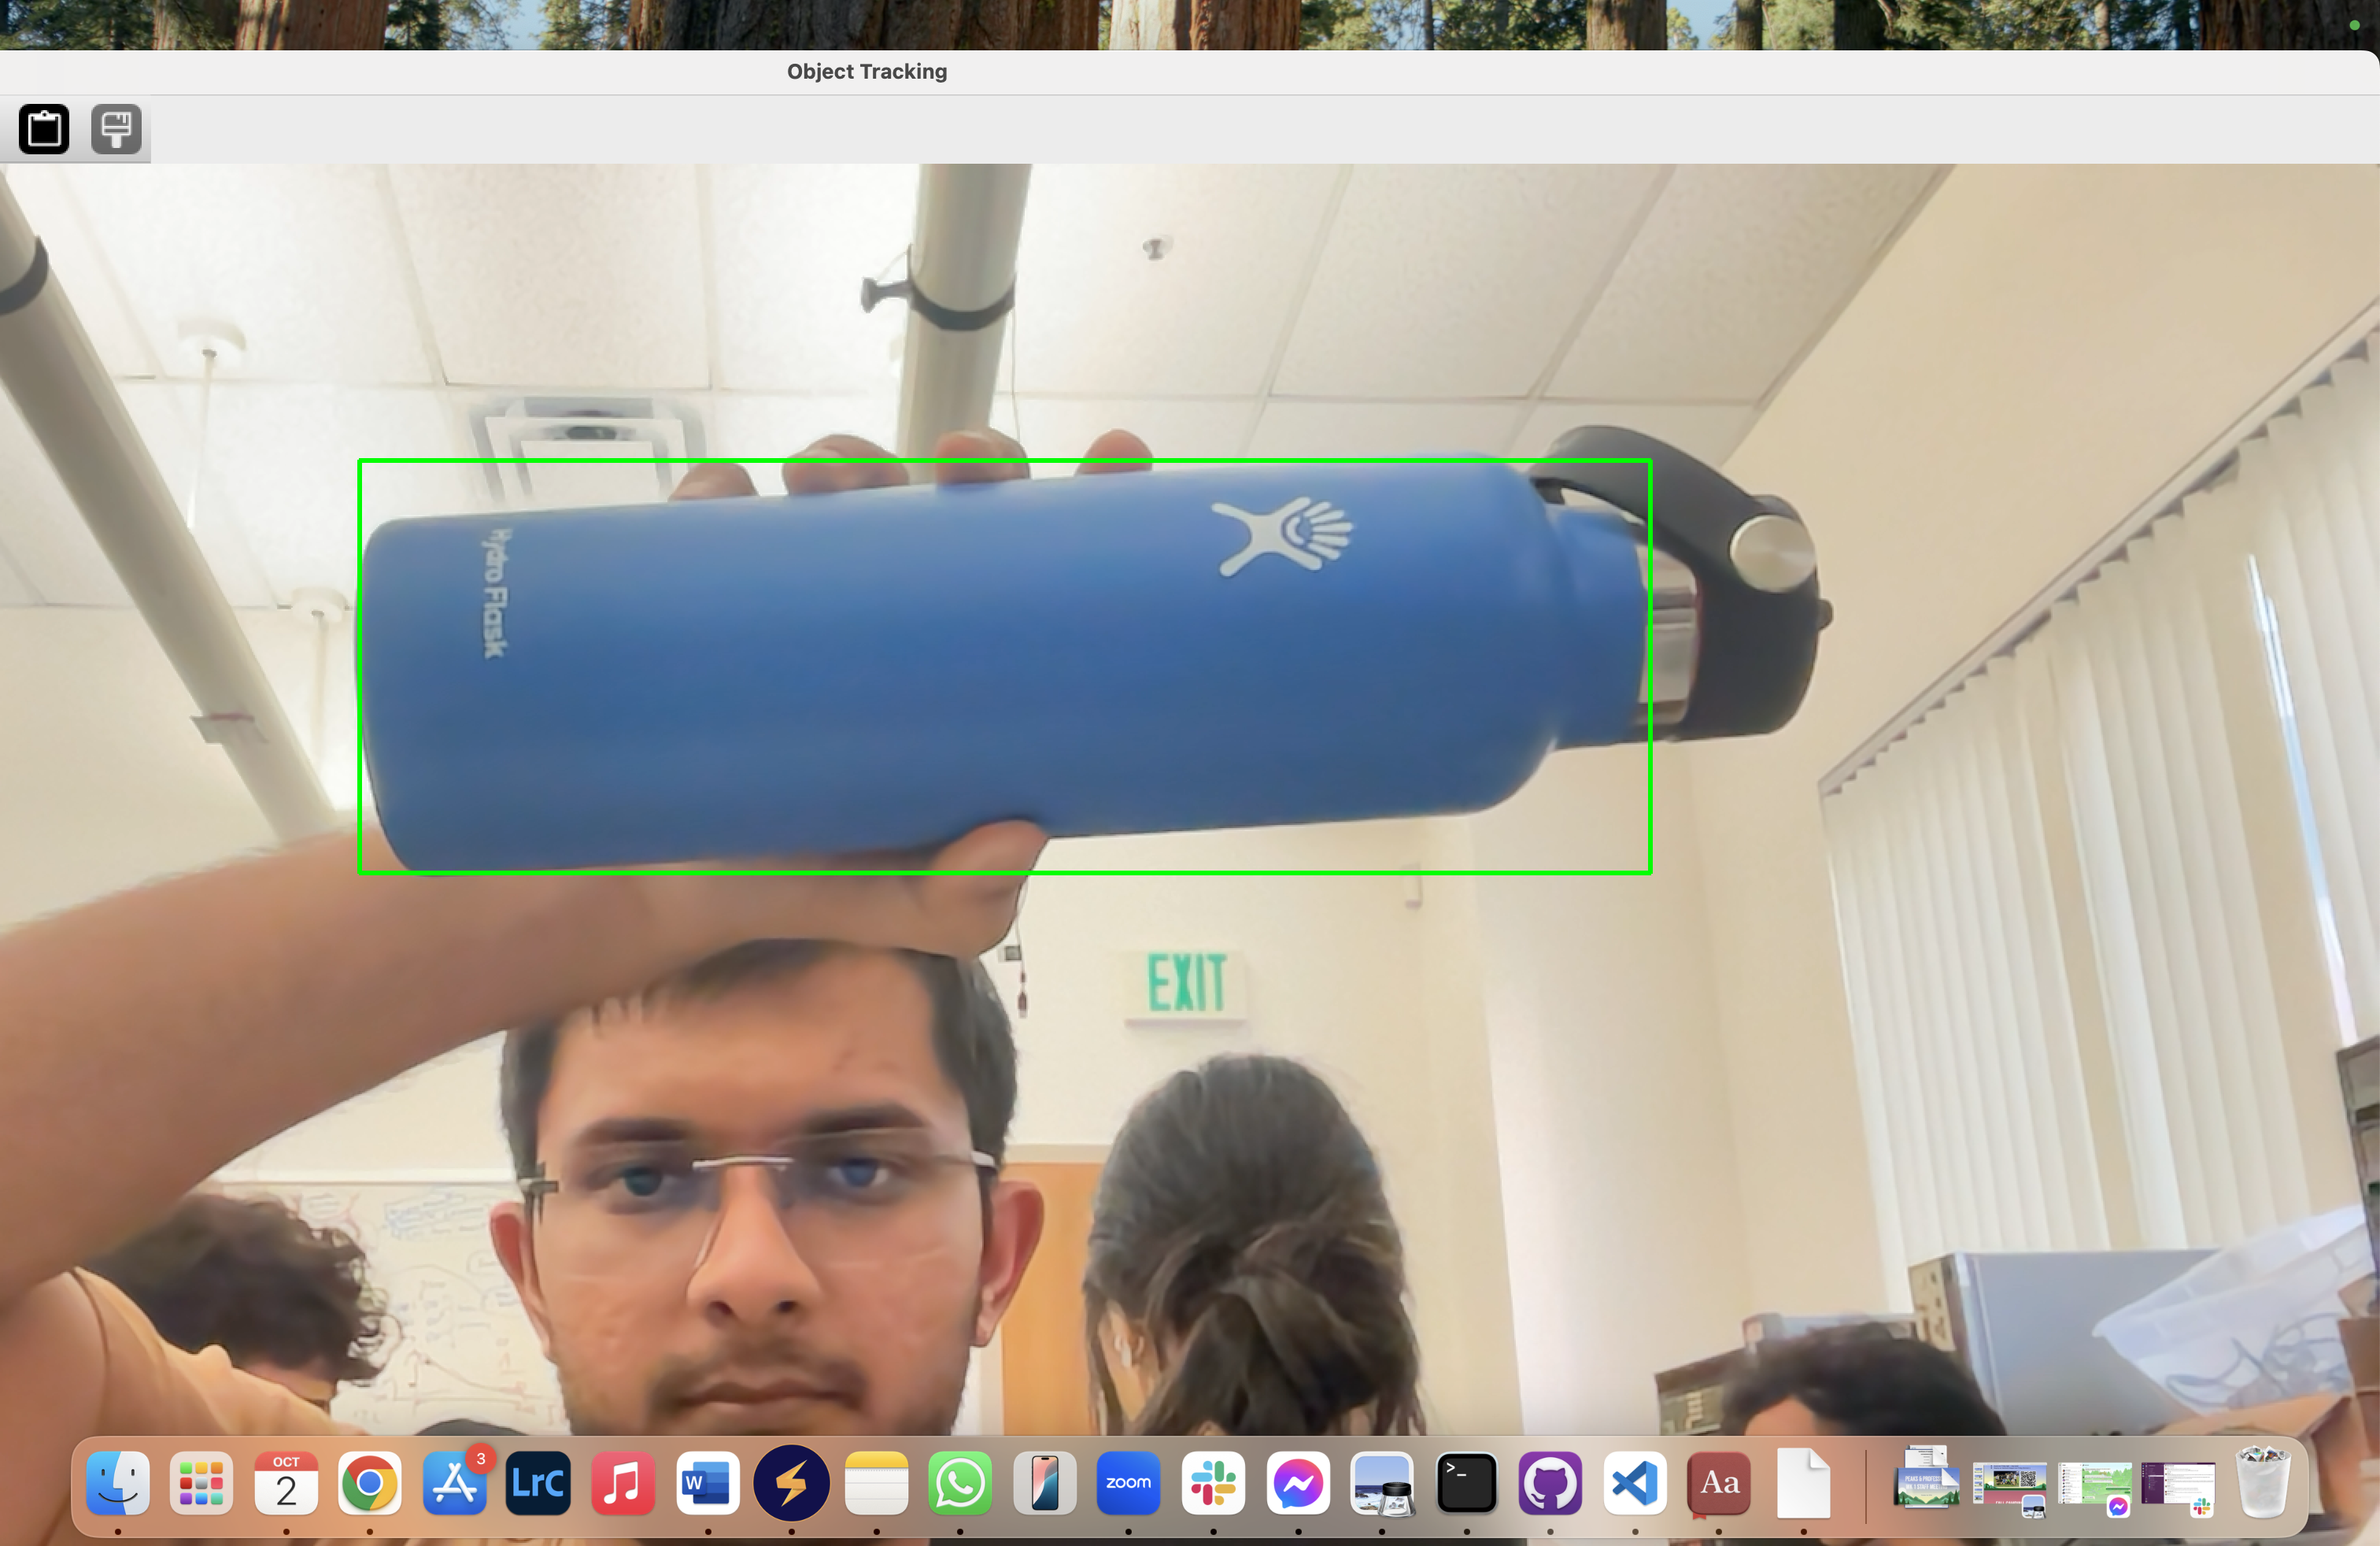 Object Tracking
Hydro Flask
EXIT
OCT
2
3
LrC
W
zoom
>_
Aa